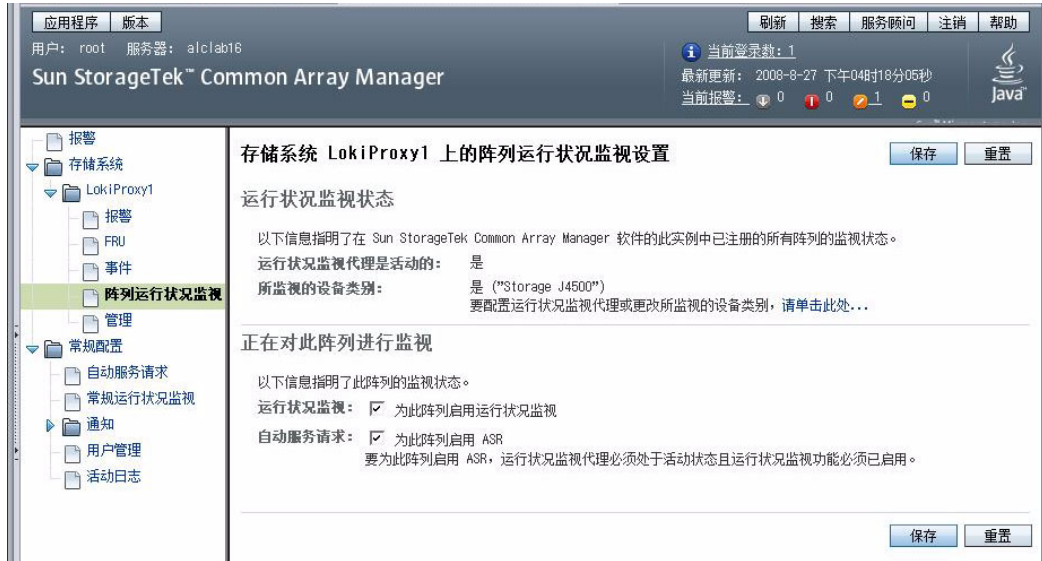 应用程序 版本 刷新 搜索 服务顾问 注销 帮助
用户: root 服务器: alclab16
当前登录数: 1
Sun StorageTek™ Common Array Manager
最新更新: 2008-8-27 下午04时18分05秒
当前报警: 0 0 1 0
Java™
报警
存储系统
LokiProxy1
报警
FRU
事件
阵列运行状况监视
管理
常规配置
自动服务请求
常规运行状况监视
通知
用户管理
活动日志
存储系统 LokiProxy1 上的阵列运行状况监视设置
保存 重置
运行状况监视状态
以下信息指明了在 Sun StorageTek Common Array Manager 软件的此实例中已注册的所有阵列的监视状态。
运行状况监视代理是活动的: 是
所监视的设备类别: 是 ("Storage J4500")
要配置运行状况监视代理或更改所监视的设备类别,请单击此处...
正在对此阵列进行监视
以下信息指明了此阵列的监视状态。
运行状况监视: 为此阵列启用运行状况监视
自动服务请求: 为此阵列启用 ASR
要为此阵列启用 ASR,运行状况监视代理必须处于活动状态且运行状况监视功能必须已启用。
保存 重置